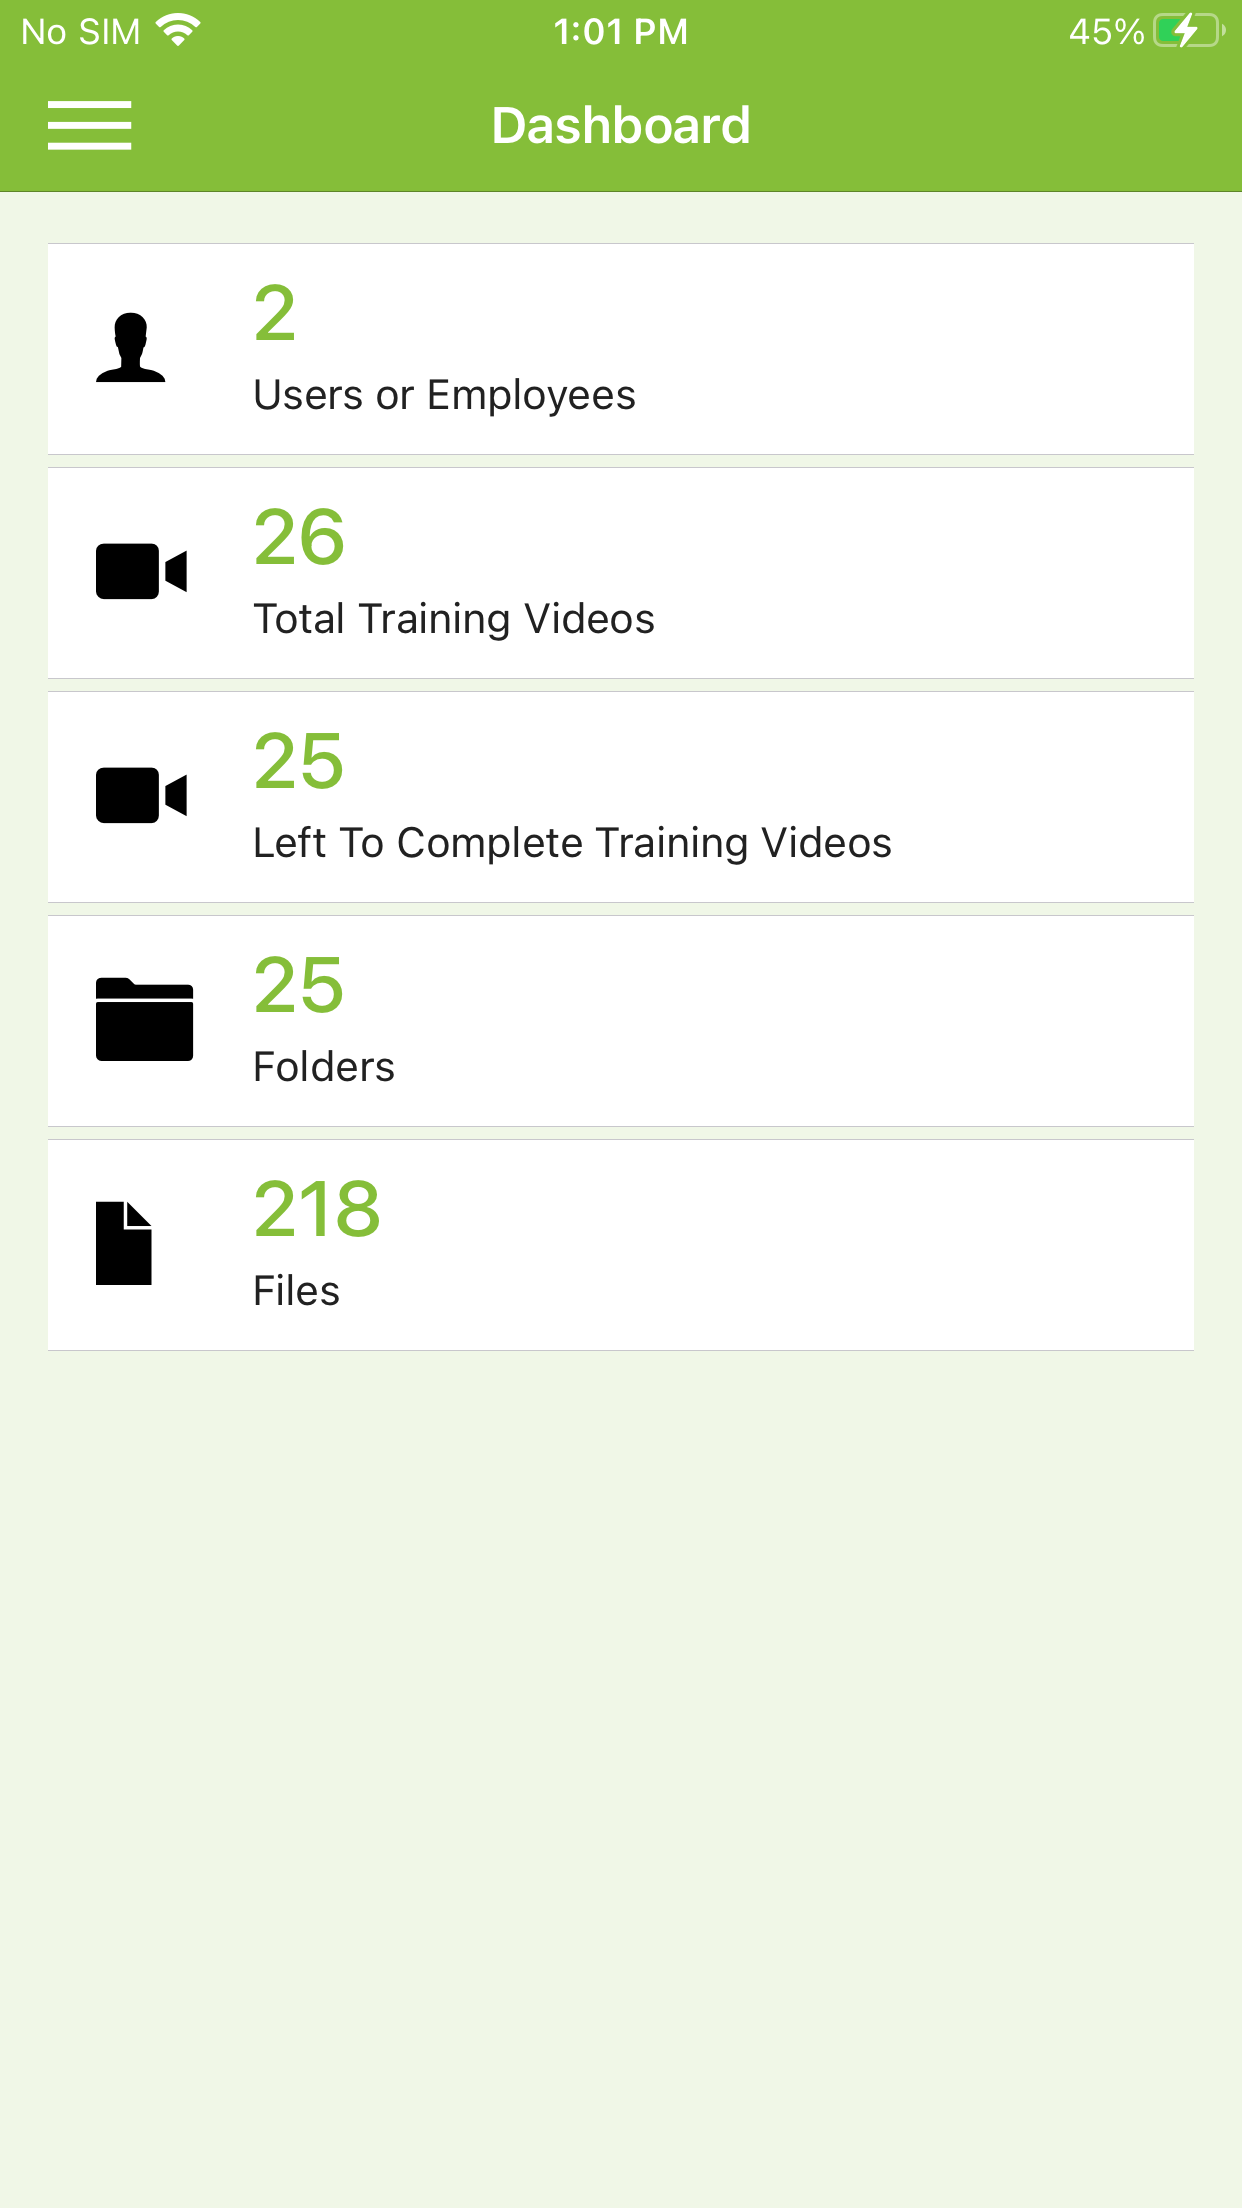 No SIM 1:01 PM 45%
Dashboard
2
Users or Employees
26
Total Training Videos
25
Left To Complete Training Videos
25
Folders
218
Files